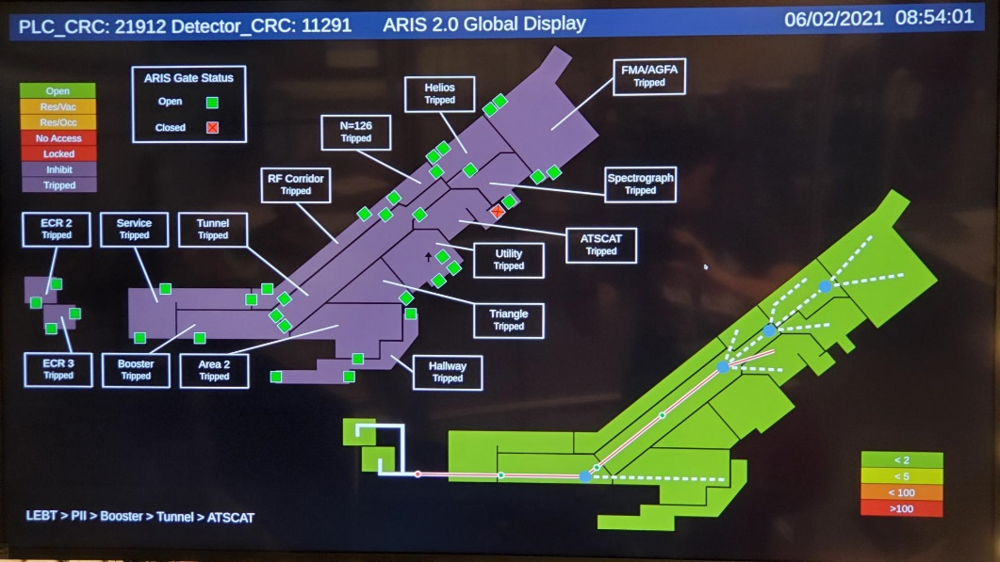 PLC_CRC: 21912 Detector_CRC: 11291
ARIS 2.0 Global Display
06/02/2021 08:54:01
Open
Res/Vac
Res/Occ
No Access
Locked
Inhibit
Tripped
ARIS Gate Status
Open
Closed
Helios
Tripped
FMA/AGFA
Tripped
N=126
Tripped
RF Corridor
Tripped
Spectrograph
Tripped
ECR 2
Tripped
Service
Tripped
Tunnel
Tripped
ATSCAT
Tripped
Utility
Tripped
Triangle
Tripped
ECR 3
Tripped
Booster
Tripped
Area 2
Tripped
Hallway
Tripped
< 2
< 5
< 100
>100
LEBT > PII > Booster > Tunnel > ATSCAT